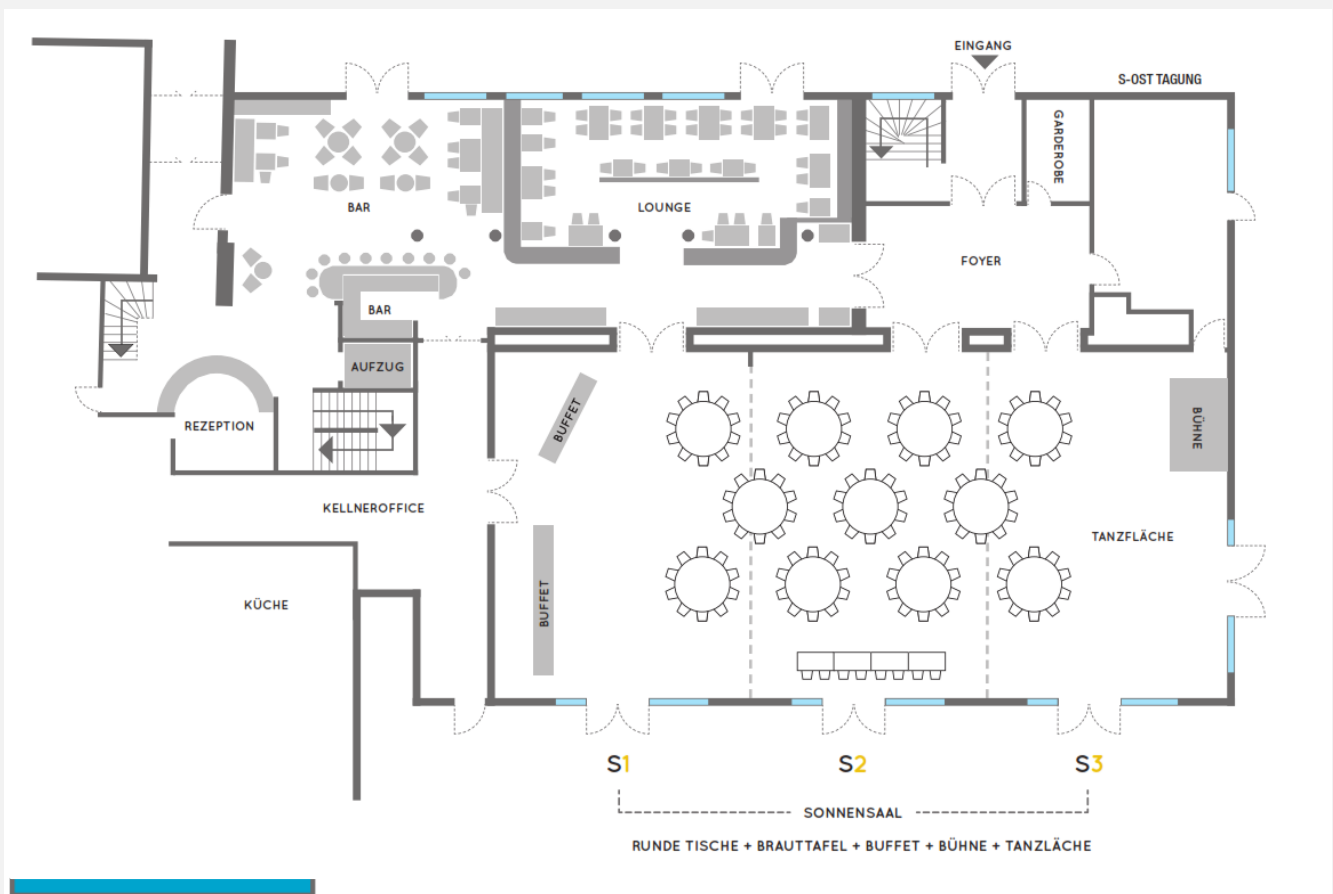 EINGANG
S-OST TAGUNG
GARDEROBE
BAR
LOUNGE
FOYER
BAR
AUFZUG
REZEPTION
BUFFET
BÜHNE
KELLNEROFFICE
TANZFLÄCHE
KÜCHE
BUFFET
S1
S2
S3
SONNENSAAL
RUNDE TISCHE + BRAUTTAFEL + BUFFET + BÜHNE + TANZLÄCHE